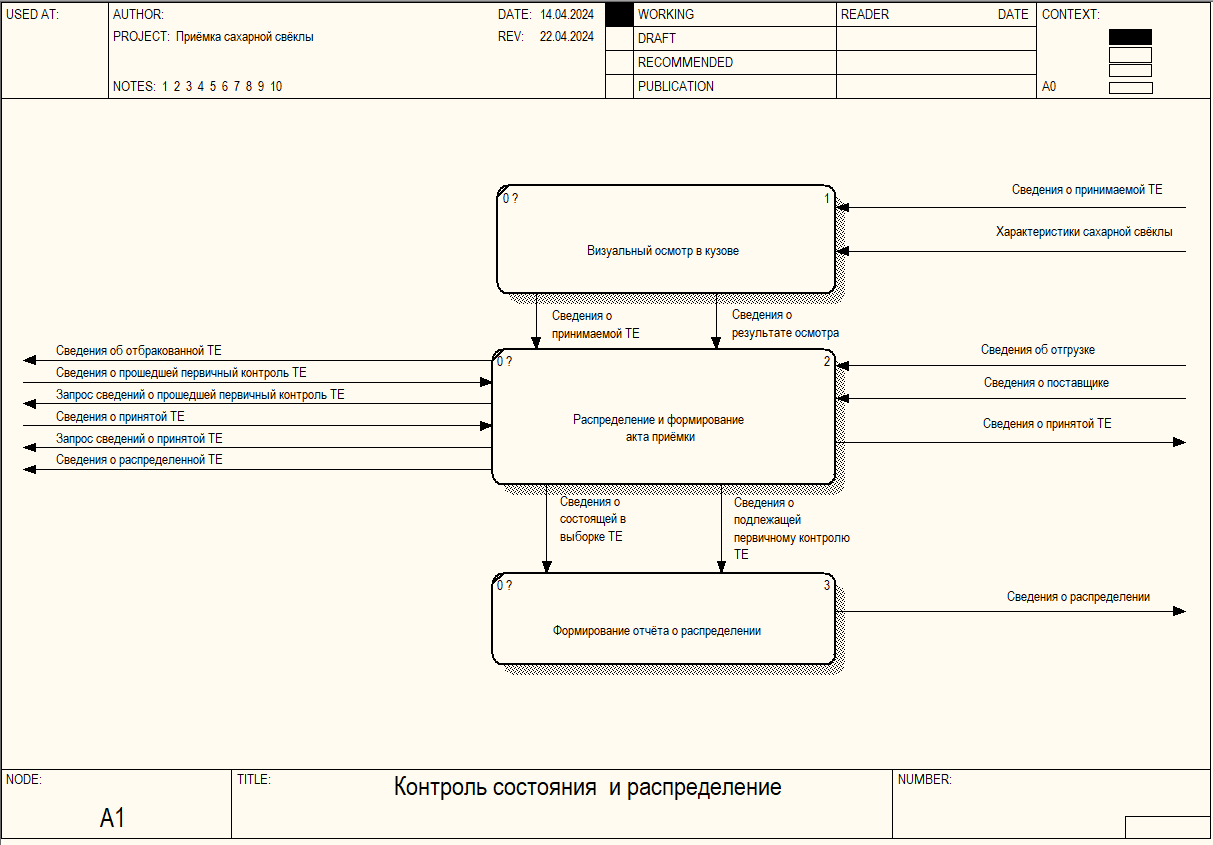 USED AT:
AUTHOR:
DATE: 14.04.2024
WORKING
READER
DATE
CONTEXT:
PROJECT: Приёмка сахарной свёклы
REV: 22.04.2024
DRAFT
RECOMMENDED
NOTES: 1 2 3 4 5 6 7 8 9 10
PUBLICATION
A0
Сведения о принимаемой ТЕ
0 ?
1
Характеристики сахарной свёклы
Визуальный осмотр в кузове
Сведения о
принимаемой ТЕ
Сведения о
результате осмотра
Сведения об отбракованной ТЕ
Сведения о прошедшей первичный контроль ТЕ
Запрос сведений о прошедшей первичный контроль ТЕ
Сведения о принятой ТЕ
Запрос сведений о принятой ТЕ
Сведения о распределенной ТЕ
0 ?
2
Распределение и формирование
акта приёмки
Сведения об отгрузке
Сведения о поставщике
Сведения о принятой ТЕ
Сведения о
состоящей в
выборке ТЕ
Сведения о
подлежащей
первичному контролю
ТЕ
0 ?
3
Формирование отчёта о распределении
Сведения о распределении
NODE:
A1
TITLE:
Контроль состояния и распределение
NUMBER: